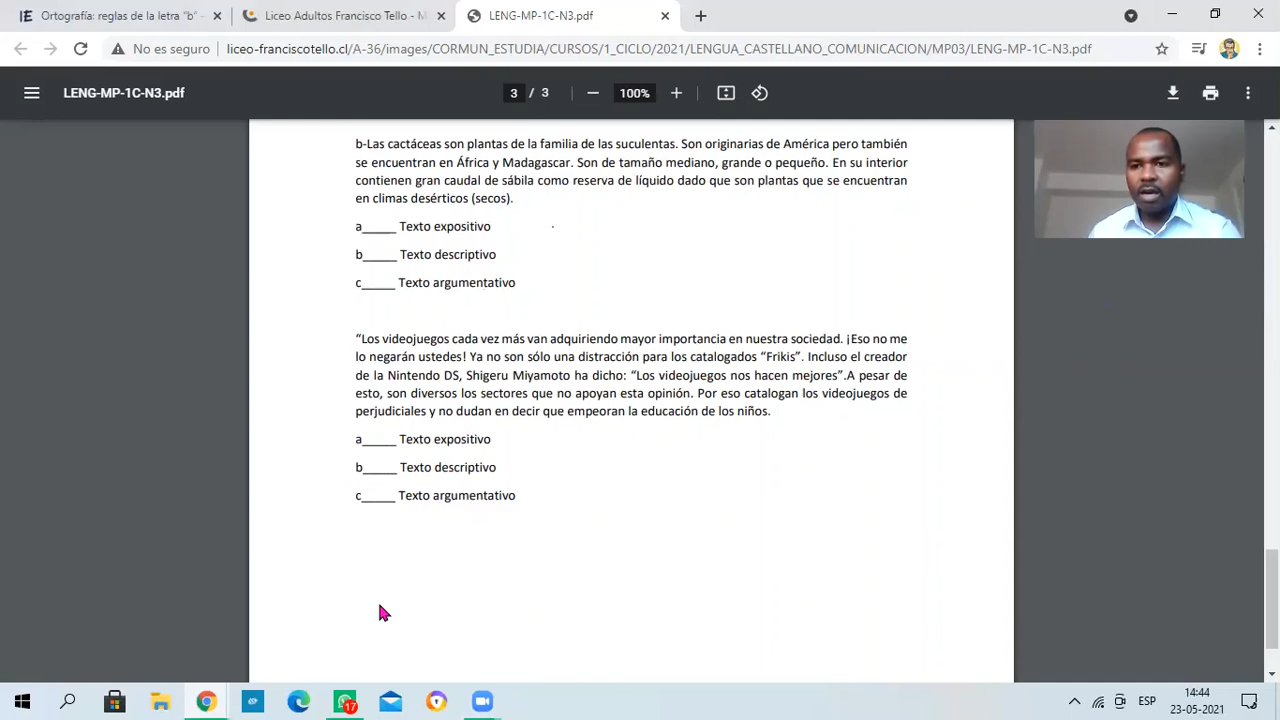 Ortografía: reglas de la letra “b”
Liceo Adultos Francisco Tello - M
LENG-MP-1C-N3.pdf
No es seguro
liceo-franciscotello.cl/A-36/images/CORMUN_ESTUDIA/CURSOS/1_CICLO/2021/LENGUA_CASTELLANO_COMUNICACION/MP03/LENG-MP-1C-N3.pdf
LENG-MP-1C-N3.pdf
3 / 3
100%
b-Las cactáceas son plantas de la familia de las suculentas. Son originarias de América pero también
se encuentran en África y Madagascar. Son de tamaño mediano, grande o pequeño. En su interior
contienen gran caudal de sábila como reserva de líquido dado que son plantas que se encuentran
en climas desérticos (secos).
a_____ Texto expositivo
b_____ Texto descriptivo
c_____ Texto argumentativo
“Los videojuegos cada vez más van adquiriendo mayor importancia en nuestra sociedad. ¡Eso no me
lo negarán ustedes! Ya no son sólo una distracción para los catalogados “Frikis”. Incluso el creador
de la Nintendo DS, Shigeru Miyamoto ha dicho: “Los videojuegos nos hacen mejores”.A pesar de
esto, son diversos los sectores que no apoyan esta opinión. Por eso catalogan los videojuegos de
perjudiciales y no dudan en decir que empeoran la educación de los niños.
a_____ Texto expositivo
b_____ Texto descriptivo
c_____ Texto argumentativo
17
ESP
14:44
23-05-2021